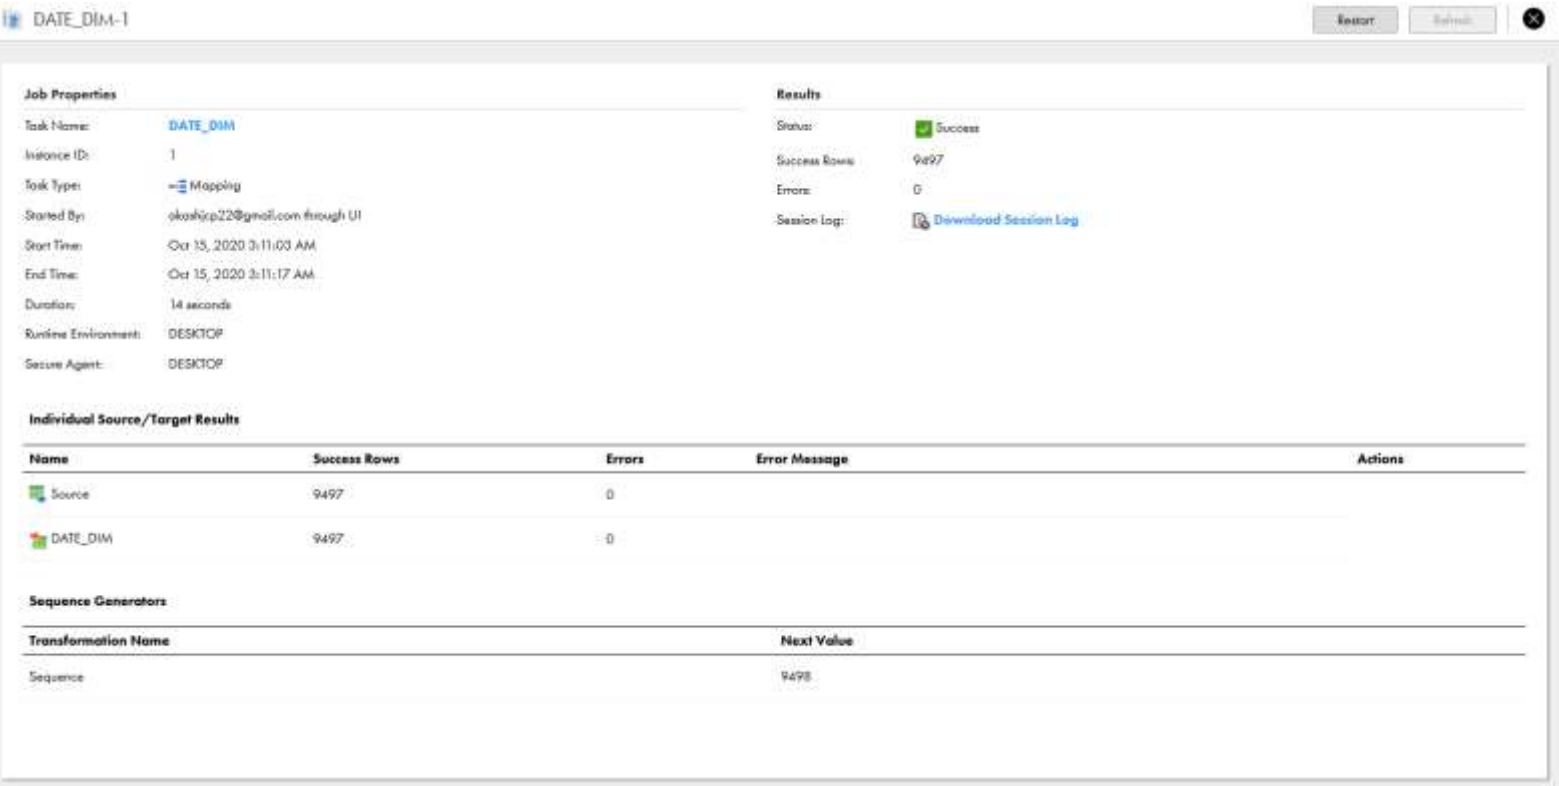 DATE_DIM-1
Restart Refresh
Job Properties
Task Name: DATE_DIM
Instance ID: 1
Task Type: Mapping
Started By: akashjcp22@gmail.com through UI
Start Time: Oct 15, 2020 3:11:03 AM
End Time: Oct 15, 2020 3:11:17 AM
Duration: 14 seconds
Runtime Environment: DESKTOP
Secure Agent: DESKTOP
Results
Status: Success
Success Rows: 9497
Errors: 0
Session Log: Download Session Log
Individual Source/Target Results
Name Success Rows Errors Error Message Actions
Source 9497 0
DATE_DIM 9497 0
Sequence Generators
Transformation Name Next Value
Sequence 9498